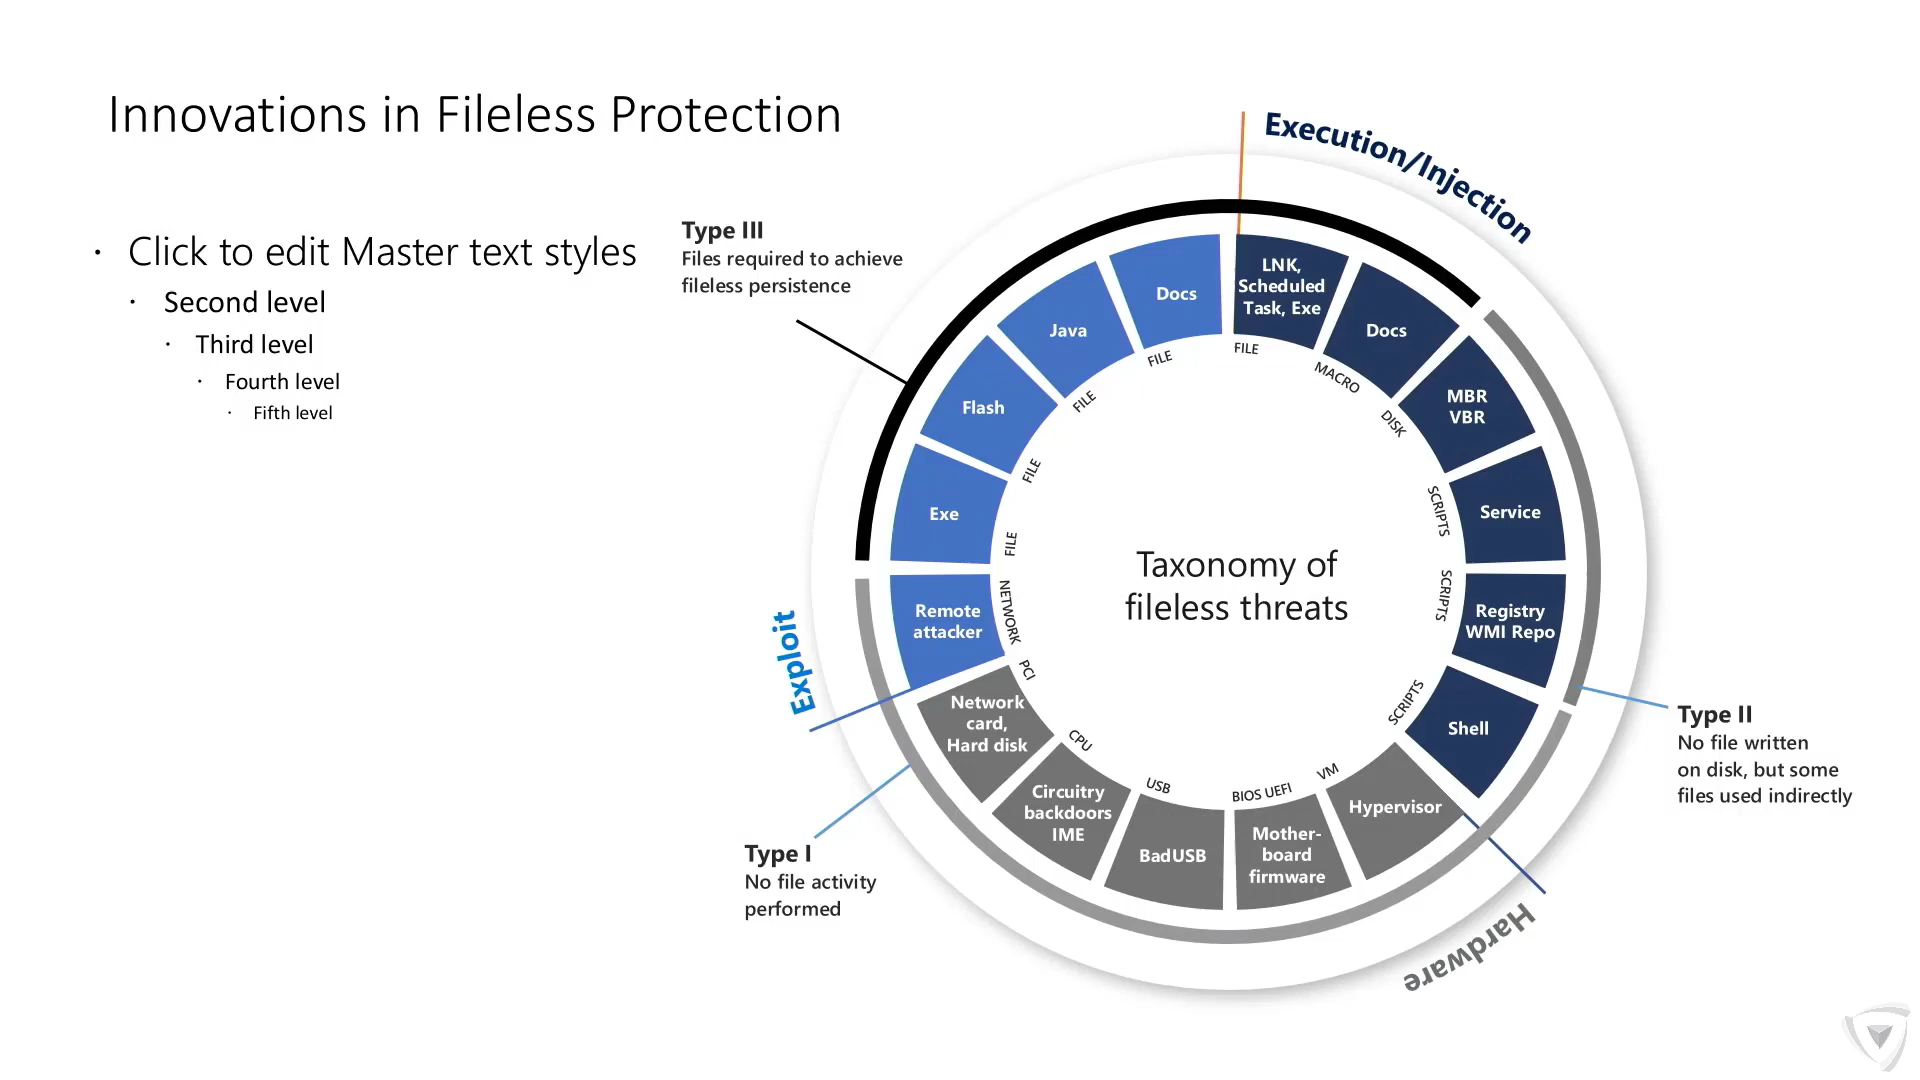 Innovations in Fileless Protection
· Click to edit Master text styles
· Second level
· Third level
· Fourth level
· Fifth level
Type III
Files required to achieve
fileless persistence
Execution/Injection
Docs
FILE
LNK,
Scheduled
Task, Exe
FILE
Docs
MACRO
MBR
VBR
DISK
Service
SCRIPTS
Registry
WMI Repo
SCRIPTS
Shell
SCRIPTS
Type II
No file written
on disk, but some
files used indirectly
Hardware
Hypervisor
VM
Mother-
board
firmware
BIOS UEFI
BadUSB
USB
Circuitry
backdoors
IME
CPU
Network
card,
Hard disk
PCI
Type I
No file activity
performed
Exploit
Remote
attacker
NETWORK
Exe
FILE
Flash
FILE
Java
FILE
Taxonomy of
fileless threats